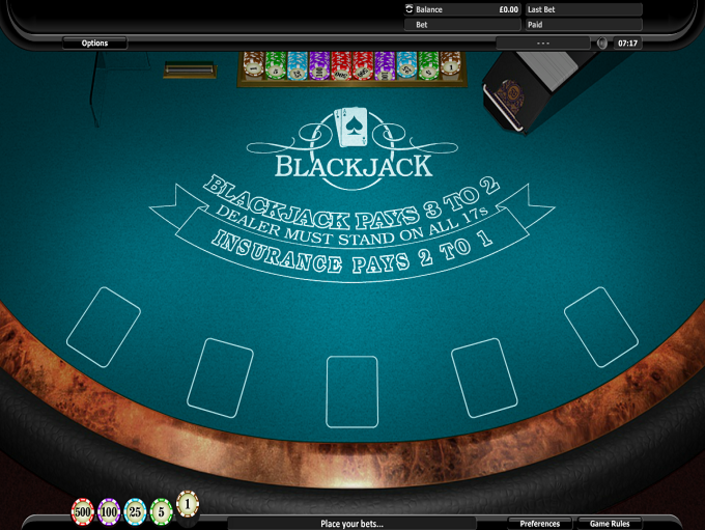 Balance £0.00 Last Bet
Bet Paid
Options --- 07:17
BLACKJACK
BLACKJACK PAYS 3 TO 2
DEALER MUST STAND ON ALL 17s
INSURANCE PAYS 2 TO 1
500 100 25 5 1
Place your bets... Preferences Game Rules